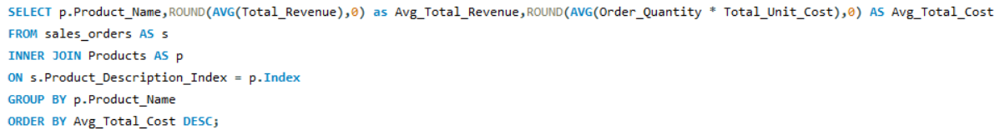 SELECT p.Product_Name,ROUND(AVG(Total_Revenue),0) as Avg_Total_Revenue,ROUND(AVG(Order_Quantity * Total_Unit_Cost),0) AS Avg_Total_Cost
FROM sales_orders AS s
INNER JOIN Products AS p
ON s.Product_Description_Index = p.Index
GROUP BY p.Product_Name
ORDER BY Avg_Total_Cost DESC;